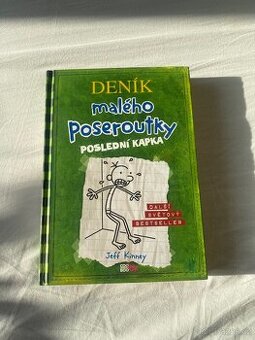 DENÍK
malého
Poseroutky
POSLEDNÍ KAPKA
DALŠÍ
SVĚTOVÝ
BESTSELLER
Jeff Kinney